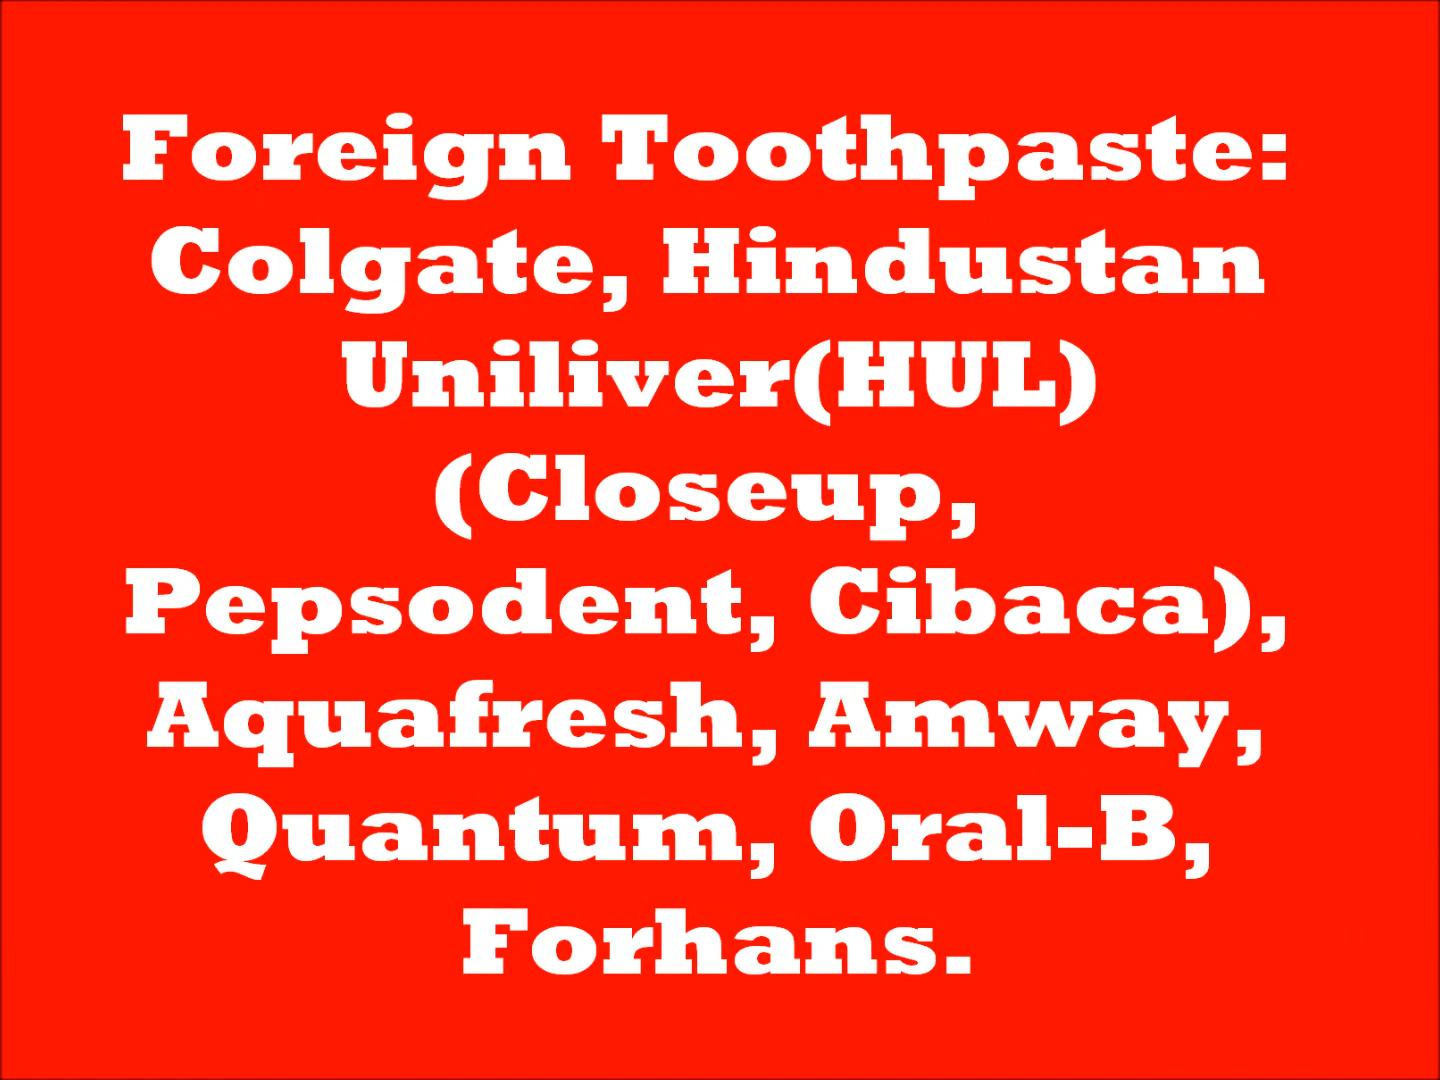 Foreign Toothpaste:
Colgate, Hindustan
Uniliver(HUL)
(Closeup,
Pepsodent, Cibaca),
Aquafresh, Amway,
Quantum, Oral-B,
Forhans.